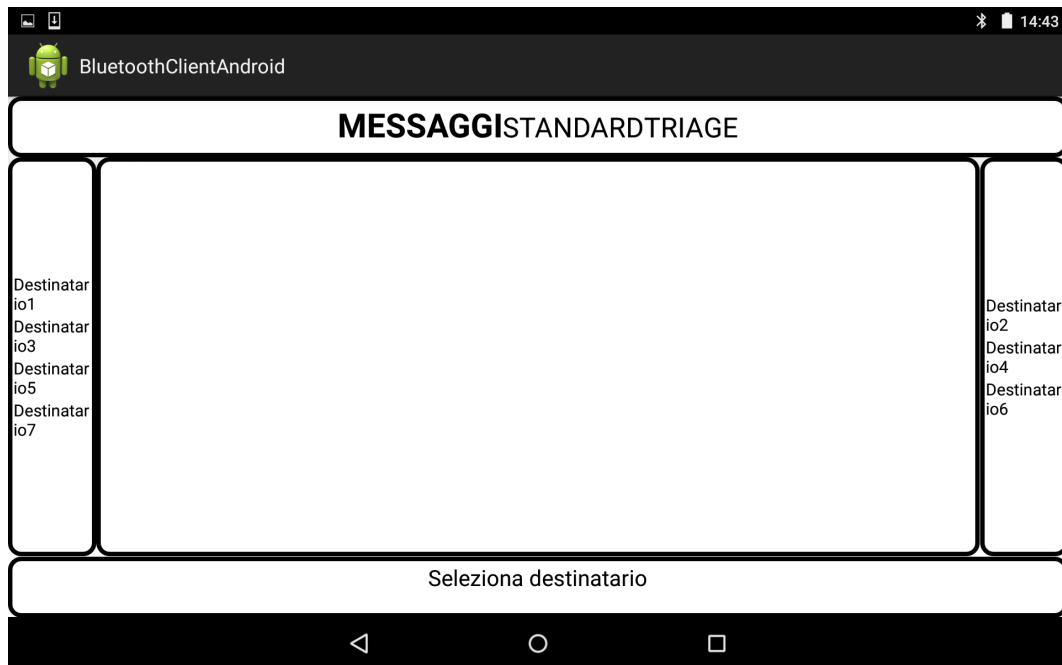 14:43
BluetoothClientAndroid
MESSAGGISTANDARDTRIAGE
Destinatar
io1
Destinatar
io3
Destinatar
io5
Destinatar
io7
Destinatar
io2
Destinatar
io4
Destinatar
io6
Seleziona destinatario